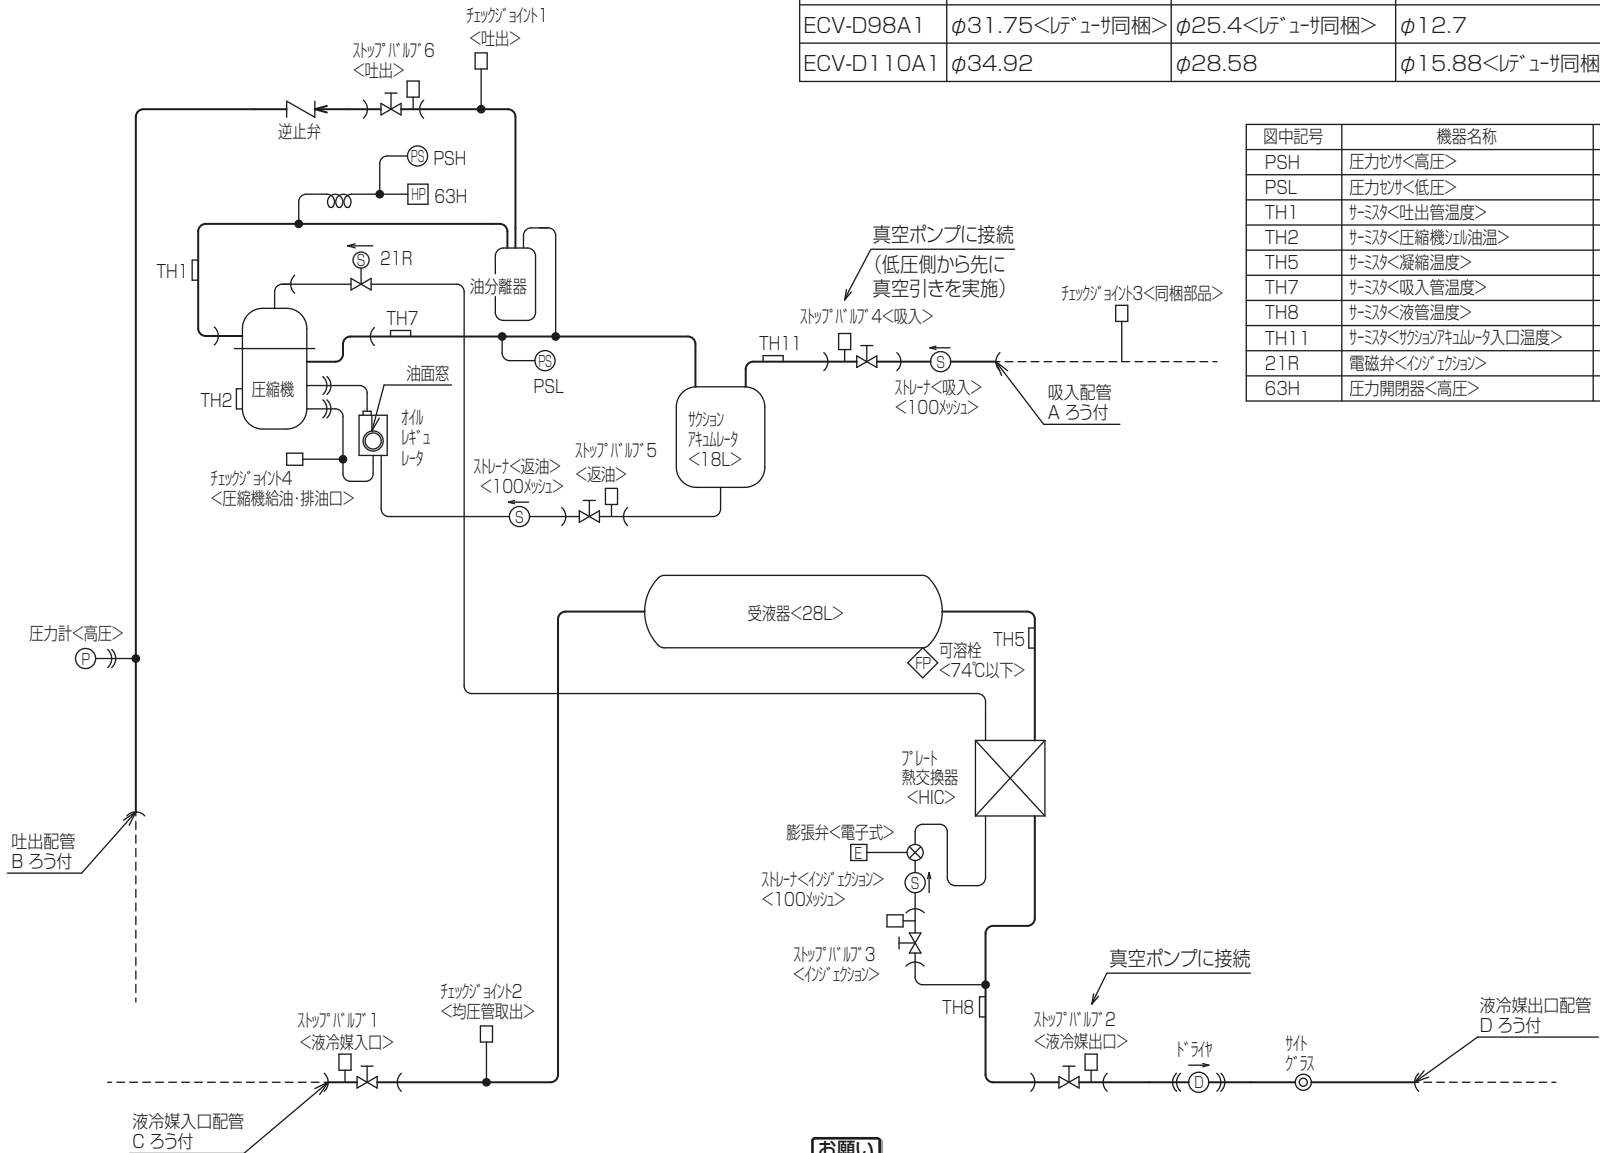 ECV-D98A1 φ31.75<レデューサ同梱> φ25.4<レデューサ同梱> φ12.7
ECV-D110A1 φ34.92 φ28.58 φ15.88<レデューサ同梱
図中記号 機器名称
PSH 圧力センサ<高圧>
PSL 圧力センサ<低圧>
TH1 サーミスタ<吐出管温度>
TH2 サーミスタ<圧縮機シェル油温>
TH5 サーミスタ<凝縮温度>
TH7 サーミスタ<吸入管温度>
TH8 サーミスタ<液管温度>
TH11 サーミスタ<サクションアキュムレータ入口温度>
21R 電磁弁<インジェクション>
63H 圧力開閉器<高圧>
チェックジョイント1
<吐出>
ストップバルブ6
<吐出>
逆止弁
PS PSH
HP 63H
TH1
S 21R
油分離器
TH7
PS
PSL
圧縮機
TH2
油面窓
オイル
レギュ
レータ
チェックジョイント4
<圧縮機給油・排油口>
ストレーナ<返油>
<100メッシュ>
S
ストップバルブ5
<返油>
サクション
アキュムレータ
<18L>
真空ポンプに接続
(低圧側から先に
真空引きを実施)
ストップバルブ4<吸入>
TH11
チェックジョイント3<同梱部品>
S
ストレーナ<吸入>
<100メッシュ>
吸入配管
A ろう付
受液器<28L>
TH5
FP
可溶栓
<74℃以下>
圧力計<高圧>
P
吐出配管
B ろう付
プレート
熱交換器
<HIC>
膨張弁<電子式>
E
ストレーナ<インジェクション>
<100メッシュ>
S
ストップバルブ3
<インジェクション>
TH8
真空ポンプに接続
ストップバルブ2
<液冷媒出口>
ドライヤ
D
サイト
グラス
液冷媒出口配管
D ろう付
チェックジョイント2
<均圧管取出>
ストップバルブ1
<液冷媒入口>
液冷媒入口配管
C ろう付
お願い